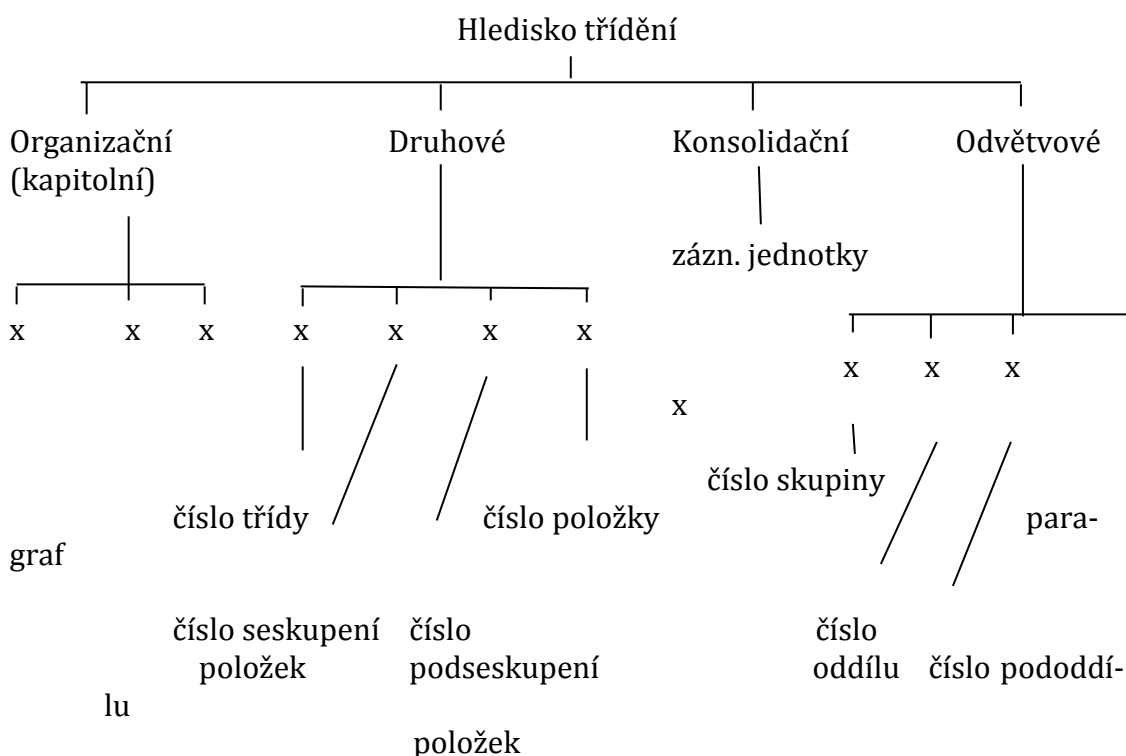 Hledisko třídění
Organizační Druhové Konsolidační Odvětvové
(kapitolní)
zázn. jednotky
x x x x x x x
x x x
x
číslo skupiny
číslo třídy číslo položky para-
graf
číslo seskupení číslo číslo
položek podseskupení oddílu číslo pododdí-
lu
položek